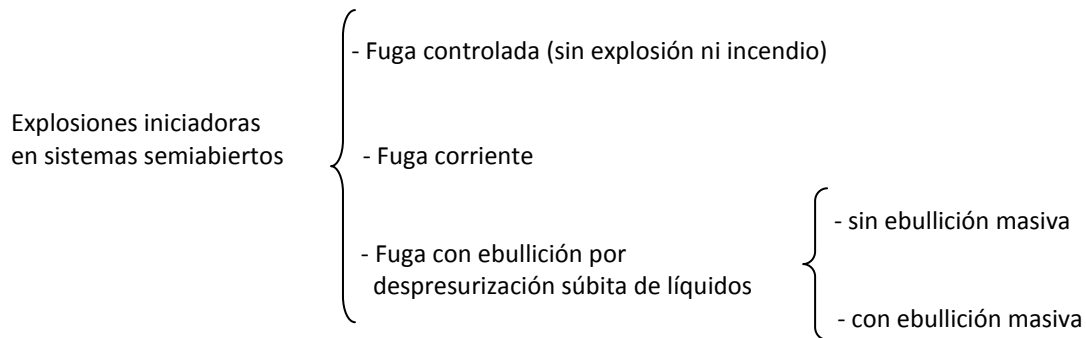 - Fuga controlada (sin explosión ni incendio)
Explosiones iniciadoras
en sistemas semiabiertos
- Fuga corriente
- Fuga con ebullición por
despresurización súbita de líquidos
- sin ebullición masiva
- con ebullición masiva